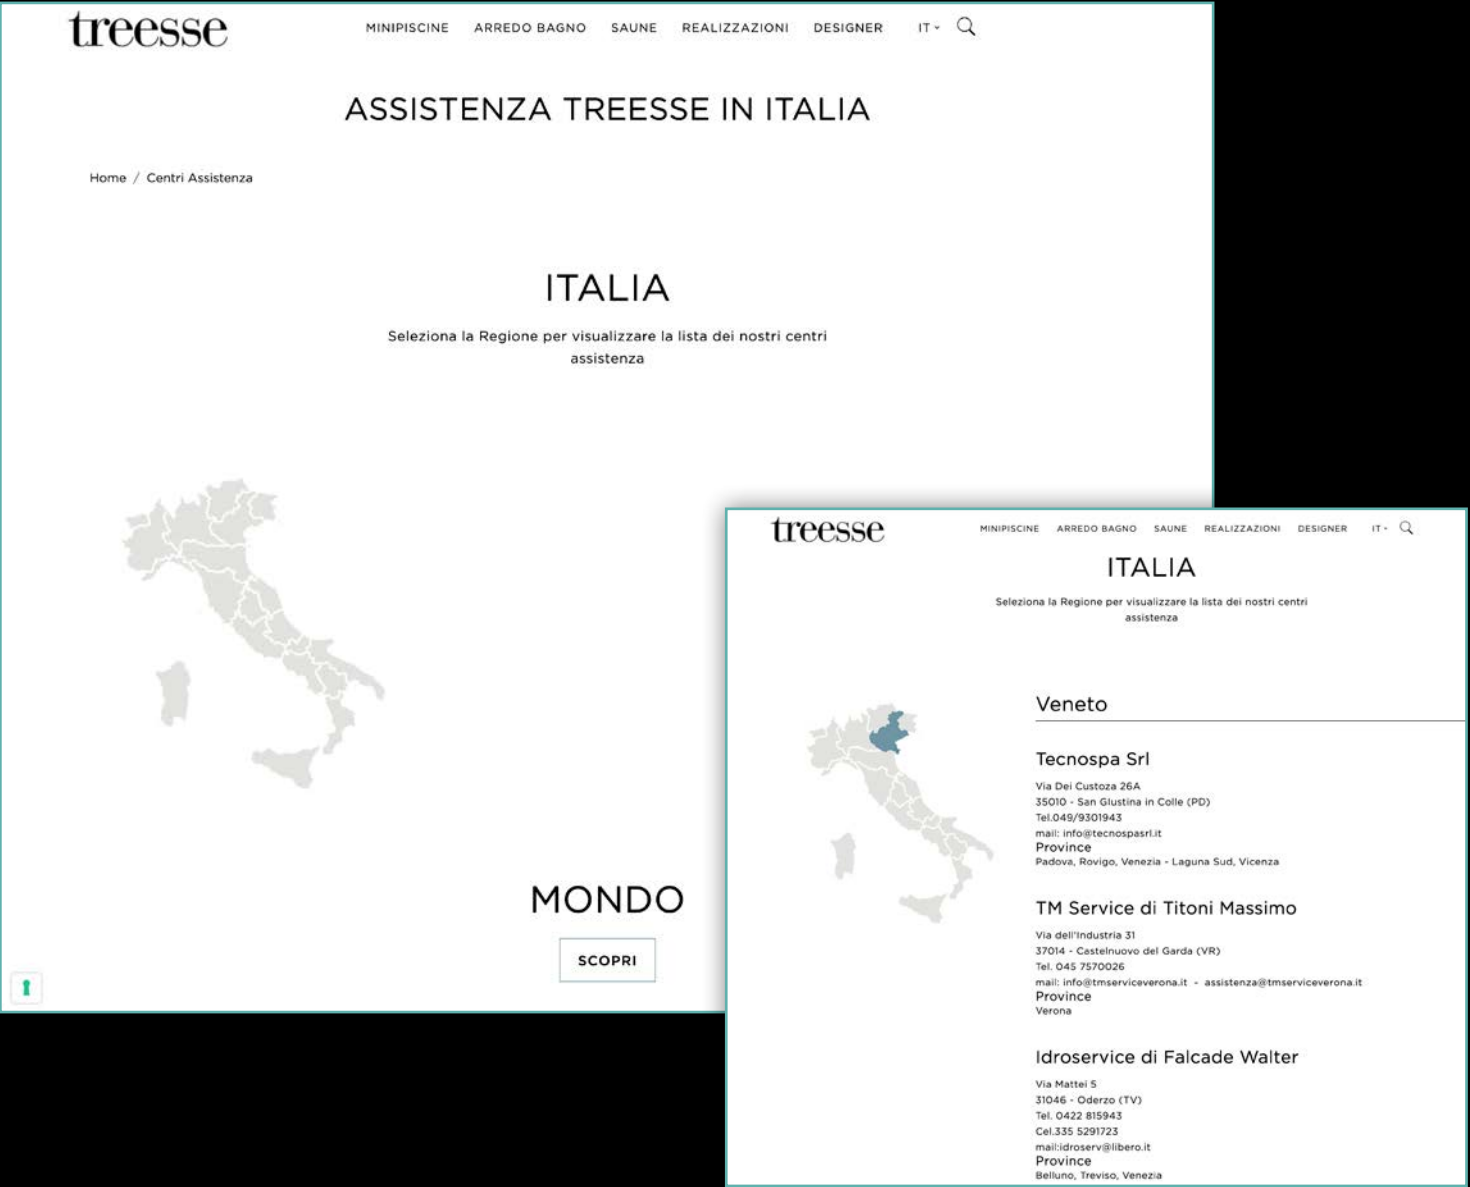 treesse
MINIPISCINE ARREDO BAGNO SAUNE REALIZZAZIONI DESIGNER IT
ASSISTENZA TREESSE IN ITALIA
Home / Centri Assistenza
ITALIA
Seleziona la Regione per visualizzare la lista dei nostri centri
assistenza
MONDO
SCOPRI
treesse
MINIPISCINE ARREDO BAGNO SAUNE REALIZZAZIONI DESIGNER IT
ITALIA
Seleziona la Regione per visualizzare la lista dei nostri centri
assistenza
Veneto
Tecnospa Srl
Via Dei Custoza 26A
35010 - San GIustina in Colle (PD)
Tel.049/9301943
mail: info@tecnospasrl.it
Province
Padova, Rovigo, Venezia - Laguna Sud, Vicenza
TM Service di Titoni Massimo
Via dell'Industria 31
37014 - Castelnuovo del Garda (VR)
Tel. 045 7570026
mail: info@tmserviceverona.it - assistenza@tmserviceverona.it
Province
Verona
Idroservice di Falcade Walter
Via Mattei 5
31046 - Oderzo (TV)
Tel. 0422 815943
Cel.335 5291723
mail:idroserv@libero.it
Province
Belluno, Treviso, Venezia